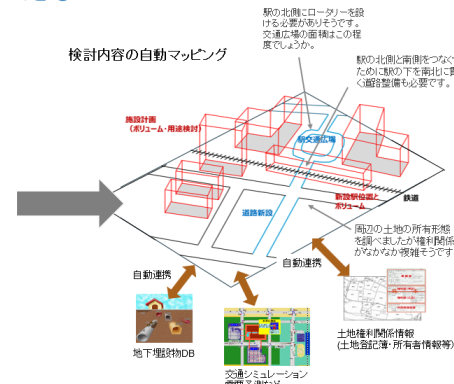 駅の北側にロータリーを設
ける必要がありそうです。
交通広場の面積はこの程
度でしょうか。
検討内容の自動マッピング
駅の北側と南側をつなぐ
ために駅の下を南北に貫
く道路整備も必要です。
施設計画
(ボリューム・用途検討)
駅交通広場
鉄道
新設駅位置と
ボリューム
道路新設
周辺の土地の所有形態
を調べましたが権利関係
がなかなか複雑そうです
自動連携
自動連携
地下埋設物DB
交通シミュレーション
土地権利関係情報
(土地登記簿・所有者情報等)